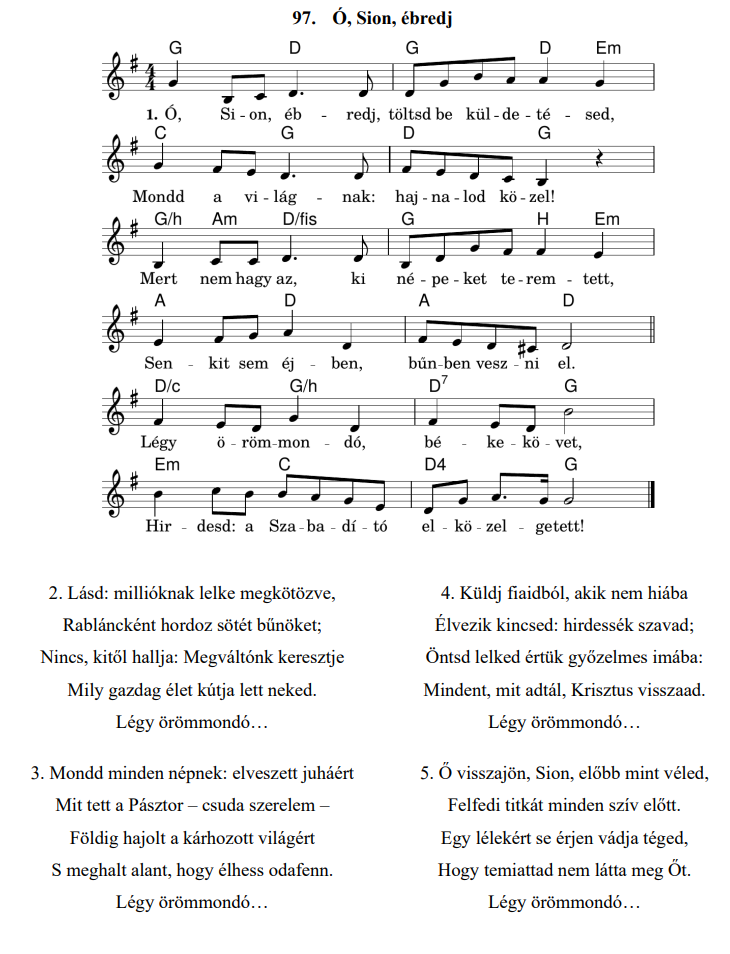 97. Ó, Sion, ébredj
G D G D Em
1. Ó, Si - on, éb - redj, töltsd be kül - de - té - sed,
C G D G
Mondd a vi - lág - nak: haj - na - lod kö - zel!
G/h Am D/fis G H Em
Mert nem hagy az, ki né - pe - ket te - rem - tett,
A D A D
Sen - kit sem éj - ben, bűn - ben vesz - ni el.
D/c G/h D7 G
Légy ö - röm - mon - dó, bé - ke - kö - vet,
Em C D4 G
Hir - desd: a Sza - ba - dí - tó el - kö - zel - getett!
2. Lásd: millióknak lelke megkötözve,
Rabláncként hordoz sötét bűnöket;
Nincs, kitől hallja: Megváltónk keresztje
Mily gazdag élet kútja lett neked.
Légy örömmondó…
3. Mondd minden népnek: elveszett juháért
Mit tett a Pásztor – csuda szerelem –
Földig hajolt a kárhozott világért
S meghalt alant, hogy élhess odafenn.
Légy örömmondó…
4. Küldj fiaidból, akik nem hiába
Élvezik kincsed: hirdessék szavad;
Öntsd lelked értük győzelmes imába:
Mindent, mit adtál, Krisztus visszaad.
Légy örömmondó…
5. Ő visszajön, Sion, előbb mint véled,
Felfedi titkát minden szív előtt.
Egy lélekért se érjen vádja téged,
Hogy temiattad nem látta meg Őt.
Légy örömmondó…